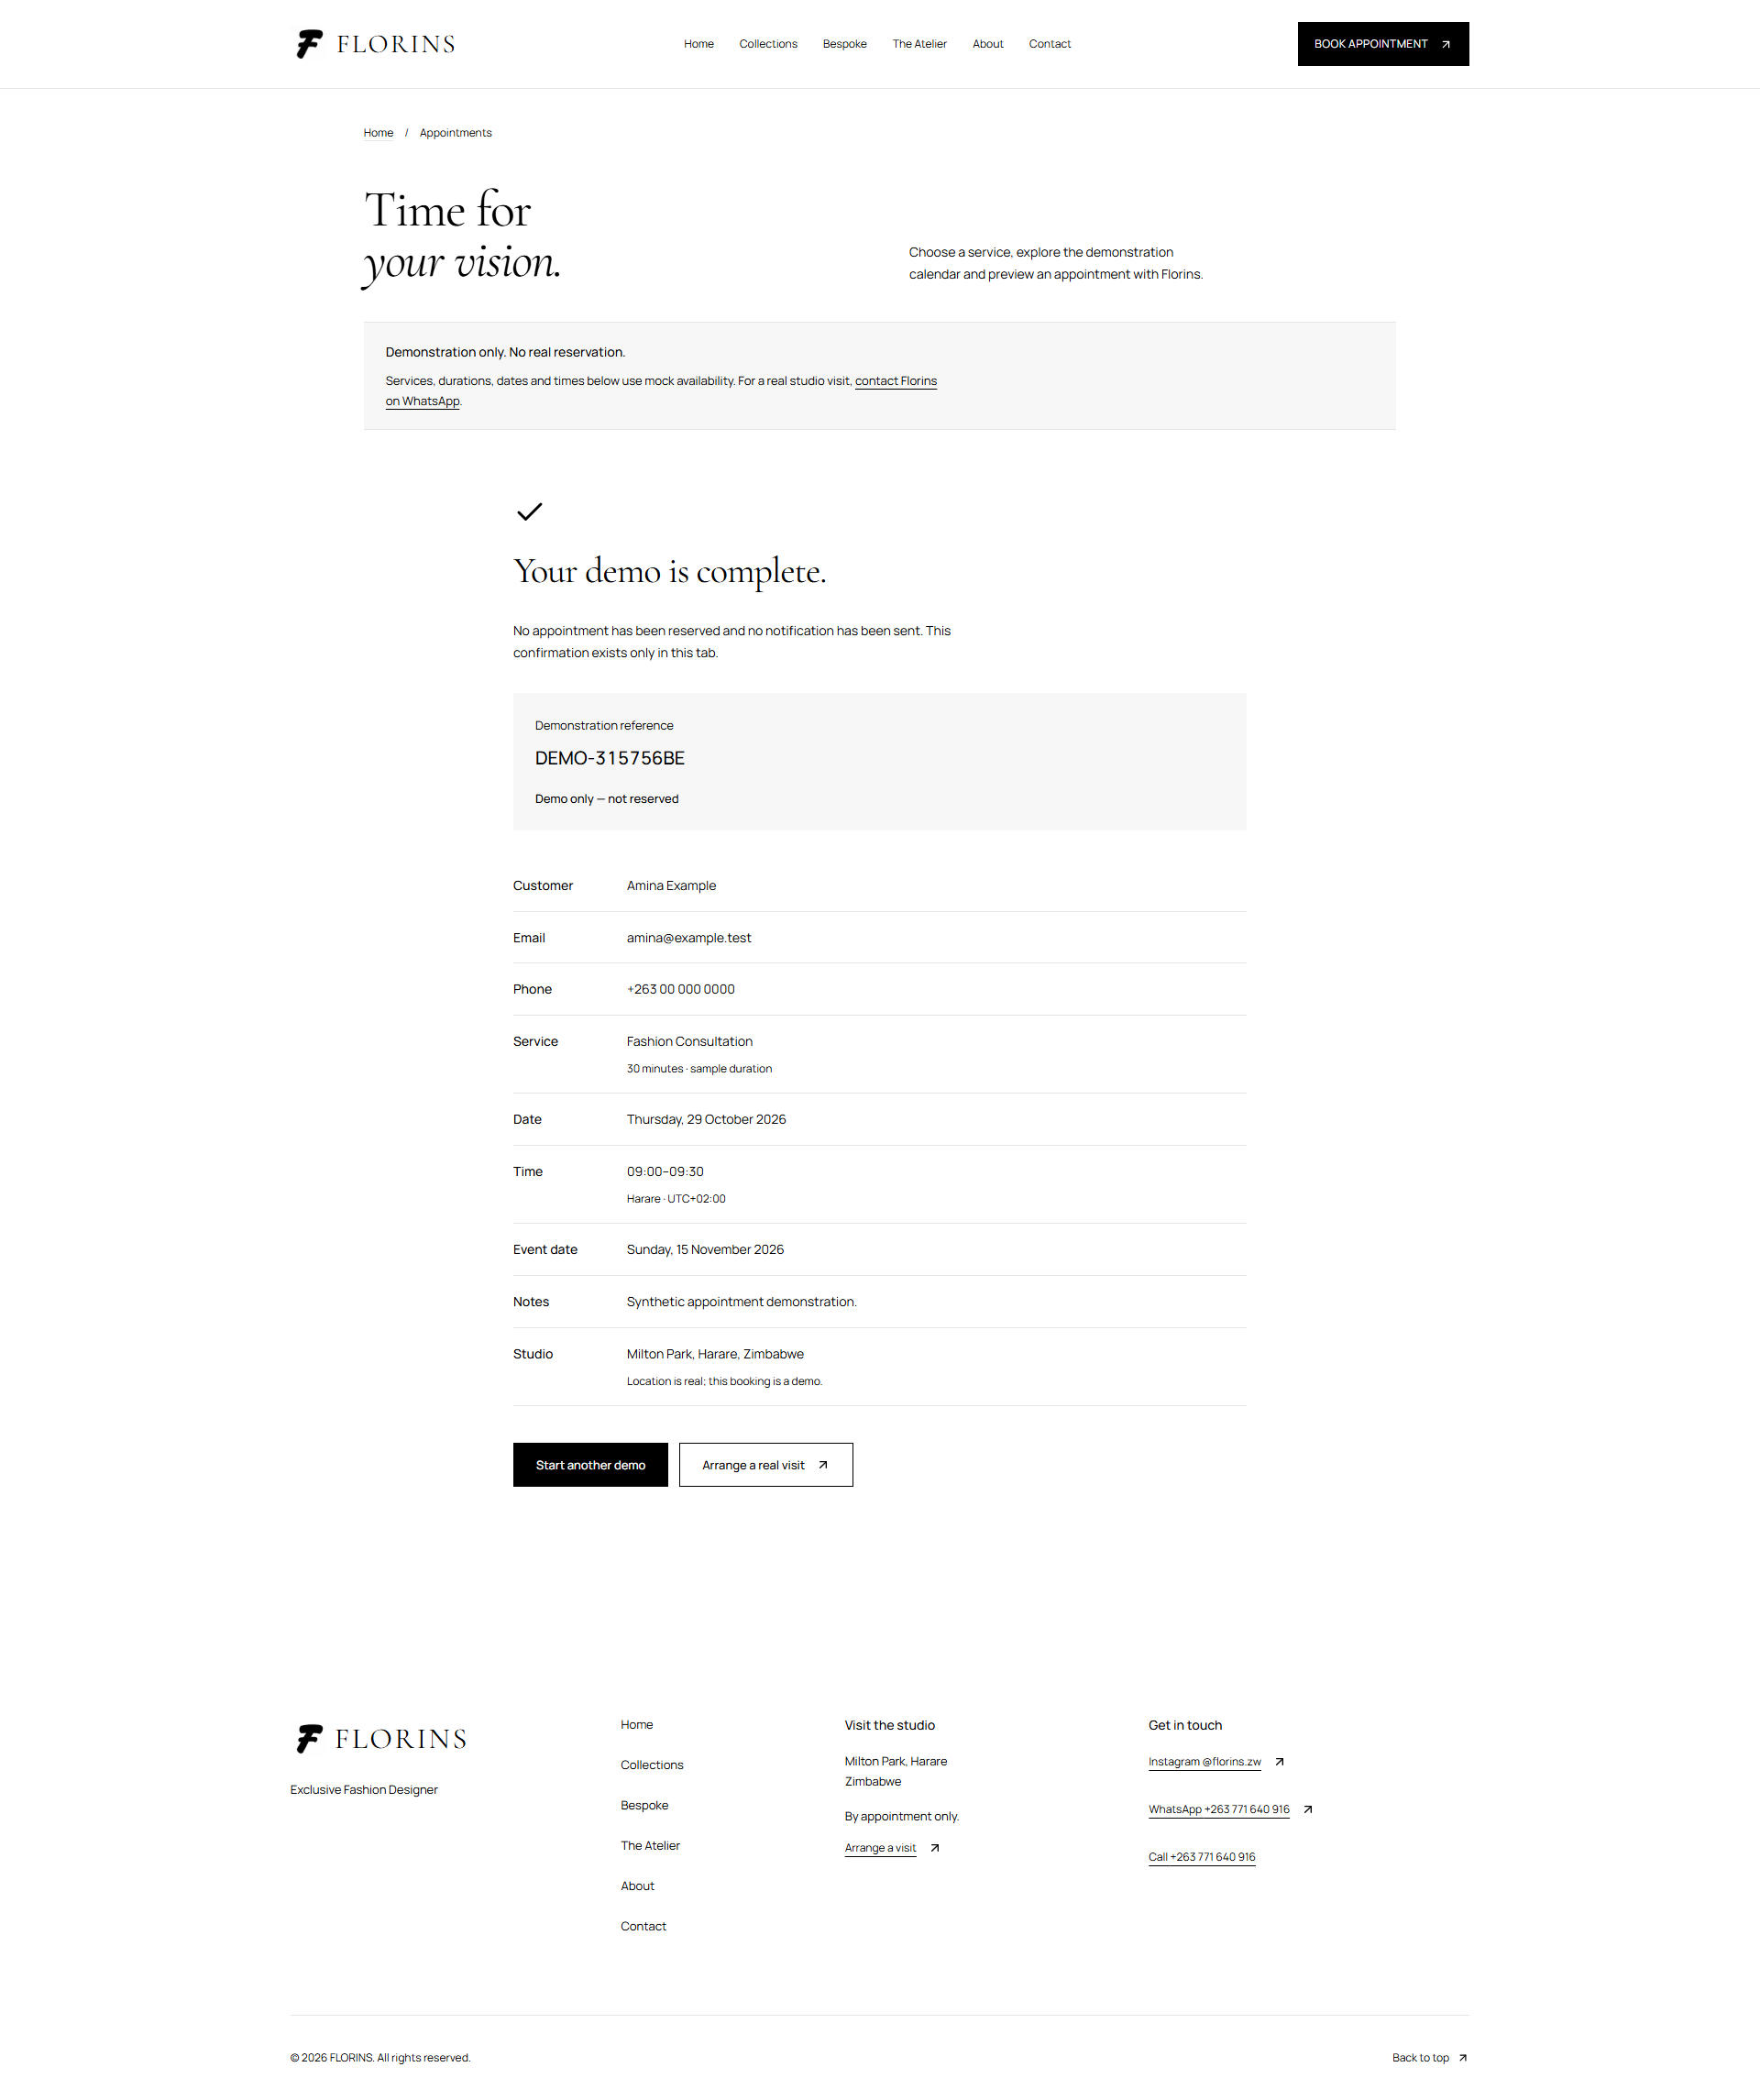 FLORINS
Home Collections Bespoke The Atelier About Contact
BOOK APPOINTMENT
Home / Appointments
Time for
your vision.
Choose a service, explore the demonstration
calendar and preview an appointment with Florins.
Demonstration only. No real reservation.
Services, durations, dates and times below use mock availability. For a real studio visit, contact Florins
on WhatsApp.
Your demo is complete.
No appointment has been reserved and no notification has been sent. This
confirmation exists only in this tab.
Demonstration reference
DEMO-315756BE
Demo only — not reserved
Customer Amina Example
Email amina@example.test
Phone +263 00 000 0000
Service Fashion Consultation
30 minutes · sample duration
Date Thursday, 29 October 2026
Time 09:00–09:30
Harare · UTC+02:00
Event date Sunday, 15 November 2026
Notes Synthetic appointment demonstration.
Studio Milton Park, Harare, Zimbabwe
Location is real; this booking is a demo.
Start another demo
Arrange a real visit
FLORINS
Exclusive Fashion Designer
Home
Collections
Bespoke
The Atelier
About
Contact
Visit the studio
Milton Park, Harare
Zimbabwe
By appointment only.
Arrange a visit
Get in touch
Instagram @florins.zw
WhatsApp +263 771 640 916
Call +263 771 640 916
© 2026 FLORINS. All rights reserved.
Back to top